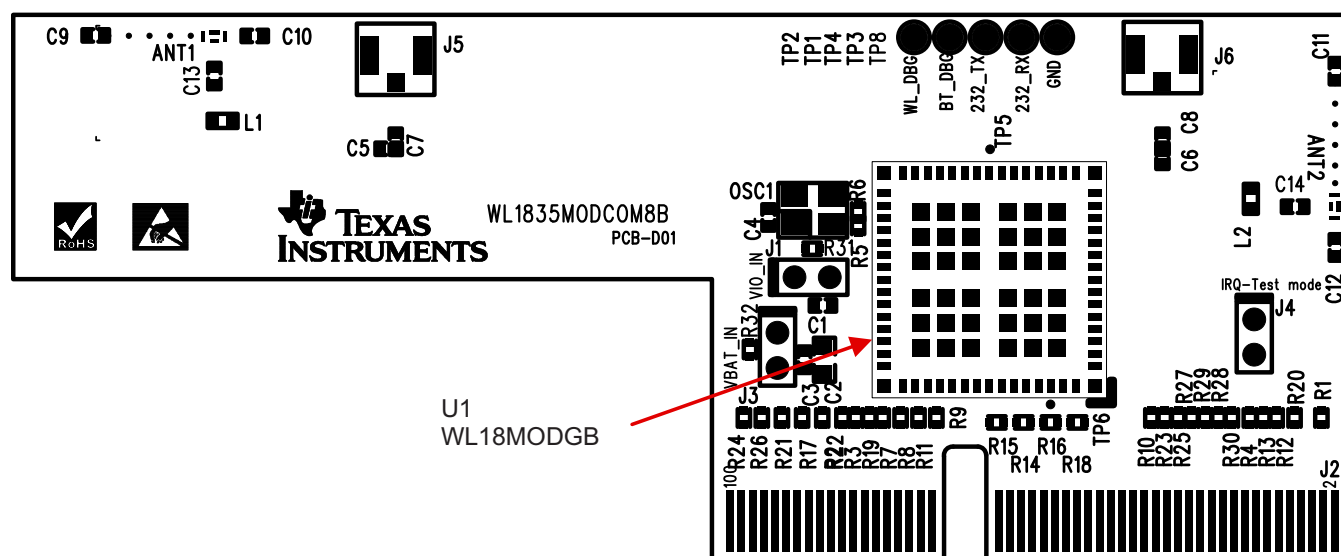 C9
ANT1
C10
C13
L1
J5
C5
C7
TP2
TP1
TP4
TP3
TP8
WL_DBG
BT_DBG
232_TX
232_RX
GND
TP5
J6
C8
C6
C11
ANT2
C14
L2
C12
RoHS
TEXAS
INSTRUMENTS
WL1835MODCOM8B
PCB-D01
OSC1
C4
R6
R5
J1
R31
VIO_IN
C1
R32
VBAT_IN
J3
C3
C2
IRQ-Test mode
J4
U1
WL18MODGB
R9
TP6
R27
R29
R28
R20
R1
R24
R26
R21
R17
R22
R3
R19
R7
R8
R11
R15
R14
R16
R18
R10
R23
R25
R30
R4
R13
R12
J2
100
2